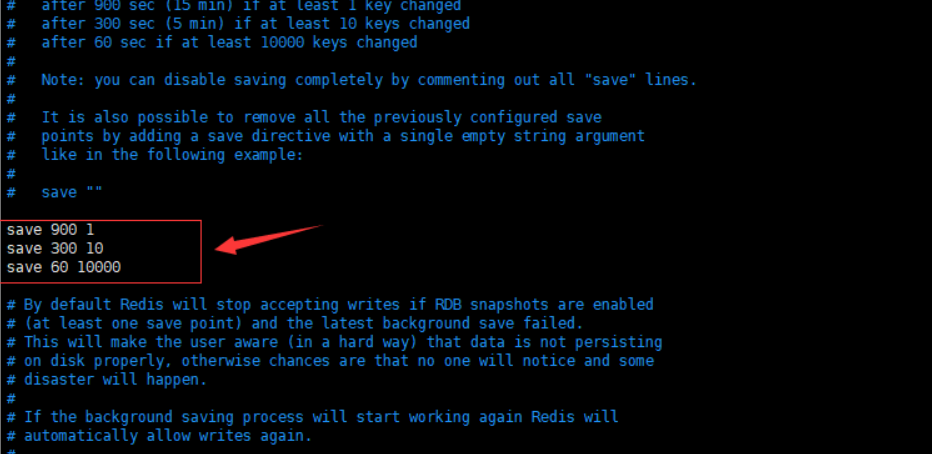 #   after 900 sec (15 min) if at least 1 key changed
#   after 300 sec (5 min) if at least 10 keys changed
#   after 60 sec if at least 10000 keys changed
#
#   Note: you can disable saving completely by commenting out all "save" lines.
#
#   It is also possible to remove all the previously configured save
#   points by adding a save directive with a single empty string argument
#   like in the following example:
#
#   save ""
save 900 1
save 300 10
save 60 10000
# By default Redis will stop accepting writes if RDB snapshots are enabled
# (at least one save point) and the latest background save failed.
# This will make the user aware (in a hard way) that data is not persisting
# on disk properly, otherwise chances are that no one will notice and some
# disaster will happen.
#
# If the background saving process will start working again Redis will
# automatically allow writes again.
#